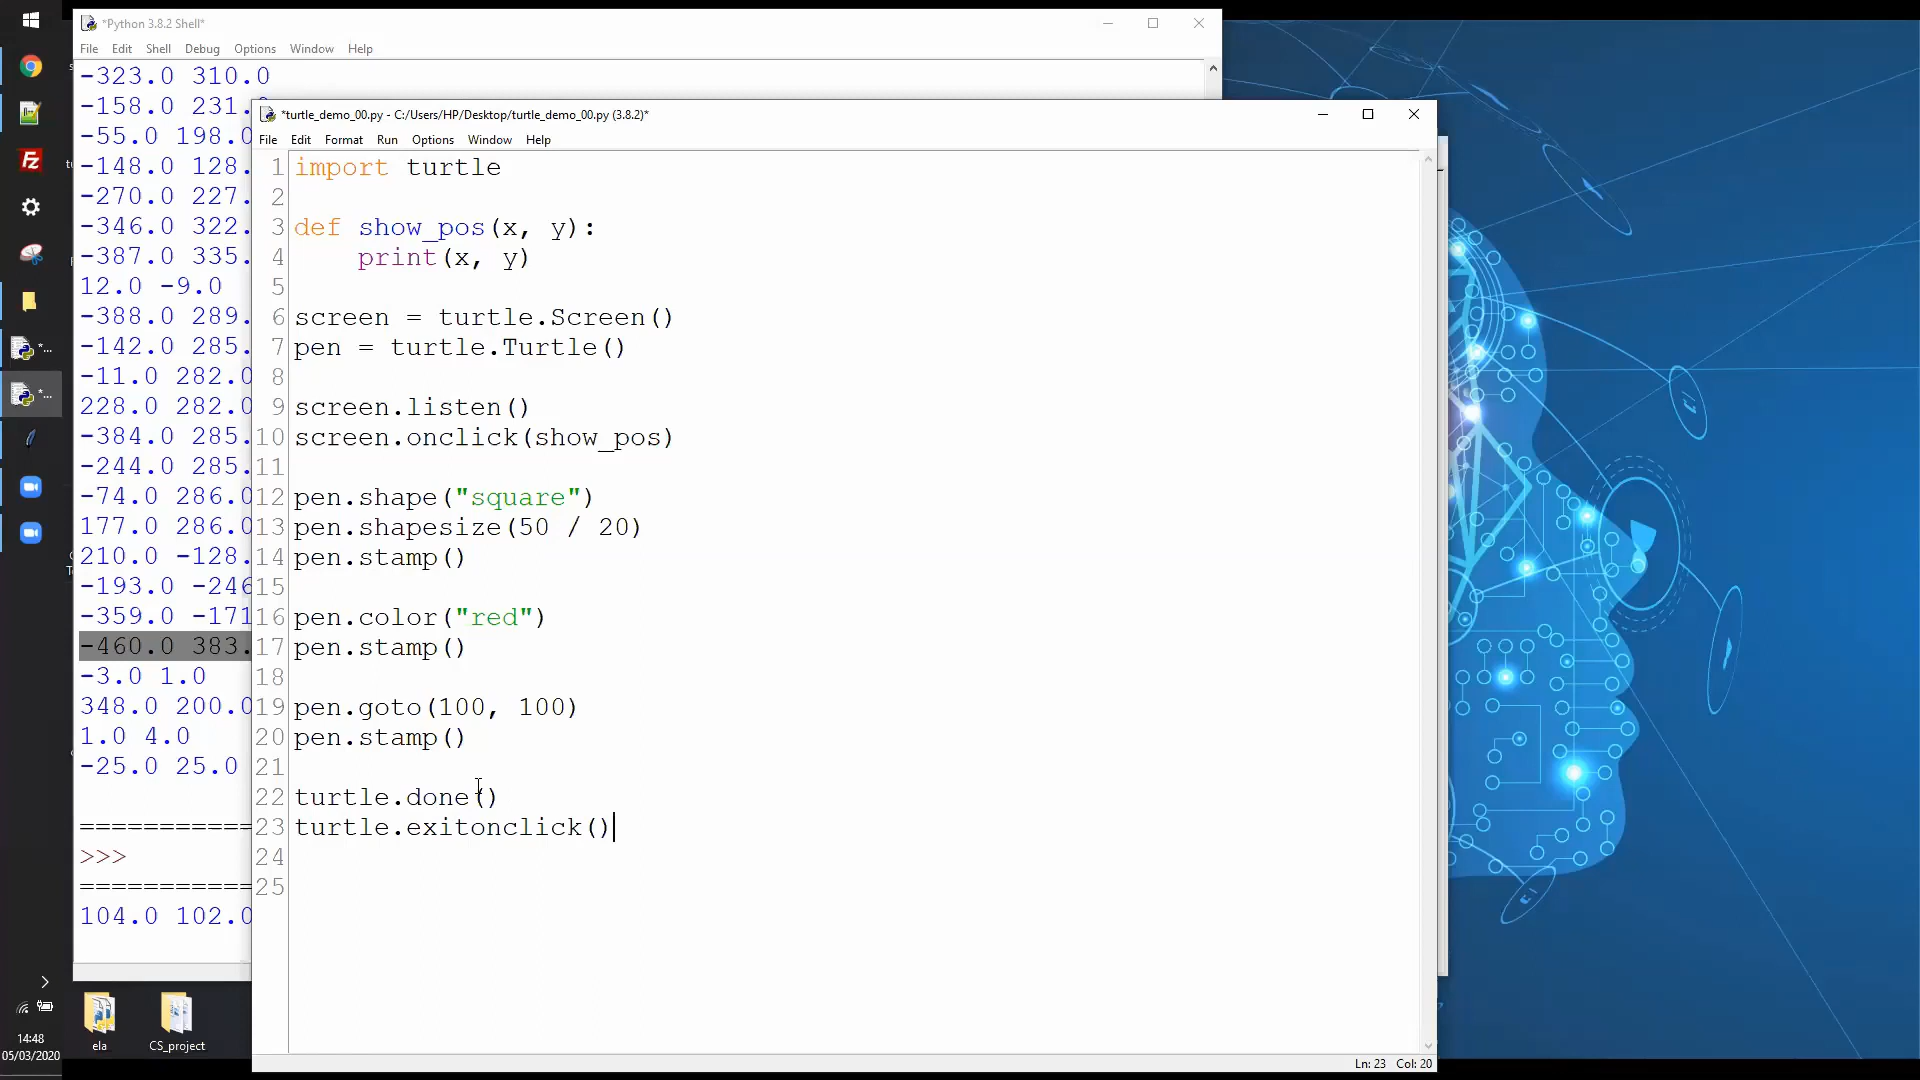 *Python 3.8.2 Shell*
File Edit Shell Debug Options Window Help
-323.0 310.0
-158.0 231.
-55.0 198.0
-148.0 128.
-270.0 227.
-346.0 322.
-387.0 335.
12.0 -9.0
-388.0 289.
-142.0 285.
-11.0 282.0
228.0 282.0
-384.0 285.
-244.0 285.
-74.0 286.0
177.0 286.0
210.0 -128.
-193.0 -246
-359.0 -171
-460.0 383.
-3.0 1.0
348.0 200.0
1.0 4.0
-25.0 25.0
===========
>>>
===========
104.0 102.0
*turtle_demo_00.py - C:/Users/HP/Desktop/turtle_demo_00.py (3.8.2)*
File Edit Format Run Options Window Help
1 import turtle
2
3 def show_pos(x, y):
4 print(x, y)
5
6 screen = turtle.Screen()
7 pen = turtle.Turtle()
8
9 screen.listen()
10 screen.onclick(show_pos)
11
12 pen.shape("square")
13 pen.shapesize(50 / 20)
14 pen.stamp()
15
16 pen.color("red")
17 pen.stamp()
18
19 pen.goto(100, 100)
20 pen.stamp()
21
22 turtle.done()
23 turtle.exitonclick()
24
25
Ln: 23 Col: 20
ela
CS_project
14:48
05/03/2020